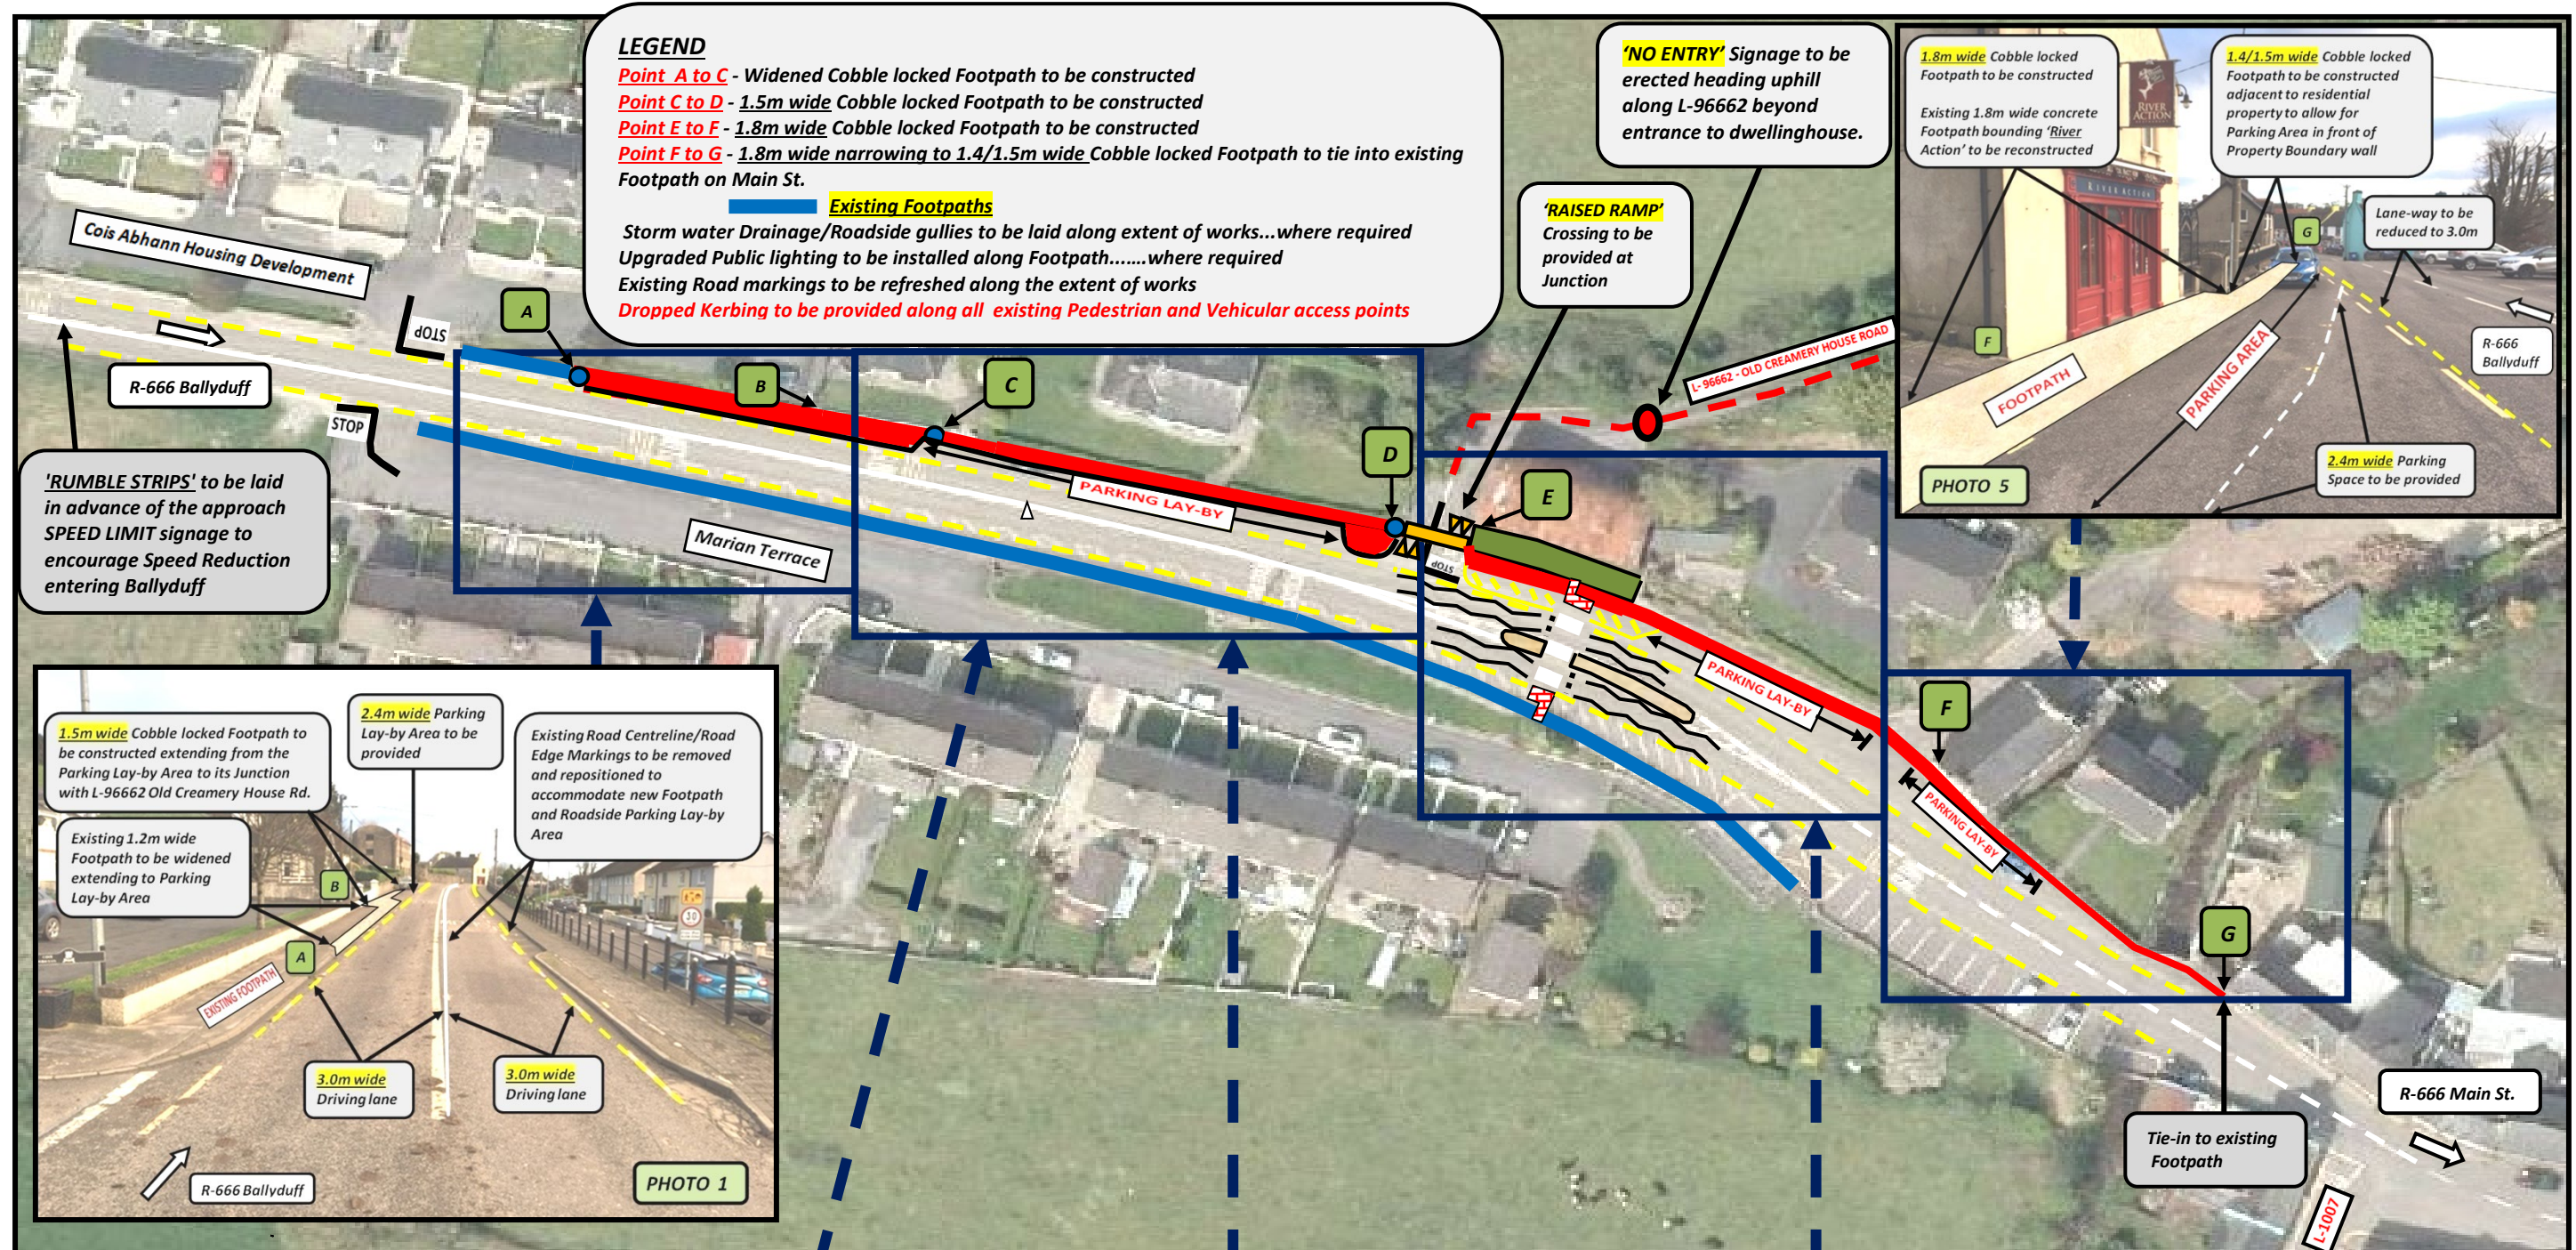 LEGEND
Point A to C - Widened Cobble locked Footpath to be constructed
Point C to D - 1.5m wide Cobble locked Footpath to be constructed
Point E to F - 1.8m wide Cobble locked Footpath to be constructed
Point F to G - 1.8m wide narrowing to 1.4/1.5m wide Cobble locked Footpath to tie into existing
Footpath on Main St.
Existing Footpaths
Storm water Drainage/Roadside gullies to be laid along extent of works...where required
Upgraded Public lighting to be installed along Footpath.......where required
Existing Road markings to be refreshed along the extent of works
Dropped Kerbing to be provided along all existing Pedestrian and Vehicular access points
'NO ENTRY' Signage to be
erected heading uphill
along L-96662 beyond
entrance to dwellinghouse.
'RAISED RAMP'
Crossing to be
provided at
Junction
1.8m wide Cobble locked
Footpath to be constructed
Existing 1.8m wide concrete
Footpath bounding 'River
Action' to be reconstructed
RIVER
ACTION
RIVER ACTION
1.4/1.5m wide Cobble locked
Footpath to be constructed
adjacent to residential
property to allow for
Parking Area in front of
Property Boundary wall
G
Lane-way to be
reduced to 3.0m
R-666
Ballyduff
F
FOOTPATH
PARKING AREA
2.4m wide Parking
Space to be provided
PHOTO 5
Cois Abhann Housing Development
STOP
R-666 Ballyduff
STOP
A
B
C
D
E
F
G
L-96662 - OLD CREAMERY HOUSE ROAD
PARKING LAY-BY
STOP
Marian Terrace
PARKING LAY-BY
PARKING LAY-BY
'RUMBLE STRIPS' to be laid
in advance of the approach
SPEED LIMIT signage to
encourage Speed Reduction
entering Ballyduff
1.5m wide Cobble locked Footpath to
be constructed extending from the
Parking Lay-by Area to its Junction
with L-96662 Old Creamery House Rd.
2.4m wide Parking
Lay-by Area to be
provided
Existing Road Centreline/Road
Edge Markings to be removed
and repositioned to
accommodate new Footpath
and Roadside Parking Lay-by
Area
Existing 1.2m wide
Footpath to be widened
extending to Parking
Lay-by Area
B
A
30
EXISTING FOOTPATH
3.0m wide
Driving lane
3.0m wide
Driving lane
R-666 Ballyduff
PHOTO 1
R-666 Main St.
Tie-in to existing
Footpath
L-1007